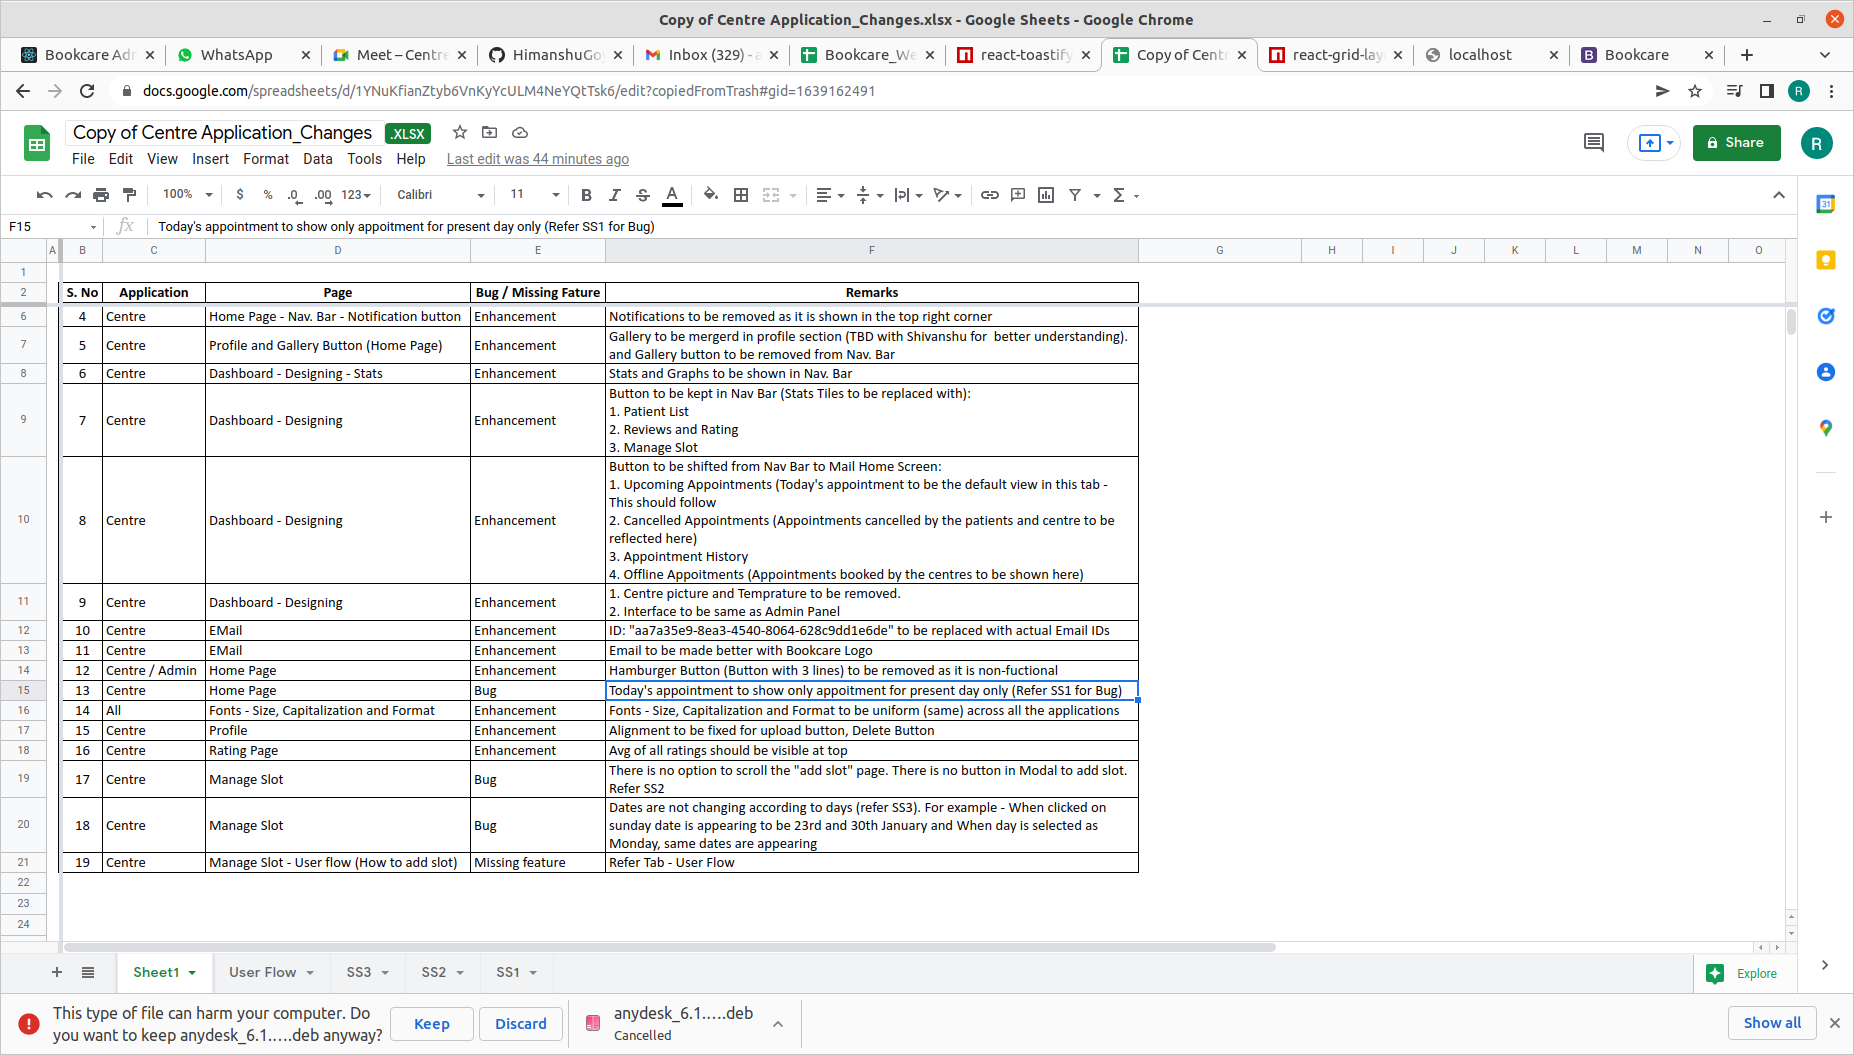 Copy of Centre Application_Changes.xlsx - Google Sheets - Google Chrome
Bookcare Adm
WhatsApp
Meet – Centre
HimanshuGo
Inbox (329) - a
Bookcare_We
react-toastify
Copy of Centr
react-grid-lay
localhost
Bookcare
docs.google.com/spreadsheets/d/1YNuKfianZtyb6VnKyYcULM4NeYQtTsk6/edit?copiedFromTrash#gid=1639162491
R
Copy of Centre Application_Changes .XLSX
Share
R
File Edit View Insert Format Data Tools Help Last edit was 44 minutes ago
100% $ % .0 .00 123 Calibri 11 B I S A Σ
31
F15 fx Today's appointment to show only appoitment for present day only (Refer SS1 for Bug)
A B C D E F G H I J K L M N O
1
2 S. No Application Page Bug / Missing Fature Remarks
6 4 Centre Home Page - Nav. Bar - Notification button Enhancement Notifications to be removed as it is shown in the top right corner
7 5 Centre Profile and Gallery Button (Home Page) Enhancement Gallery to be mergerd in profile section (TBD with Shivanshu for  better understanding).
and Gallery button to be removed from Nav. Bar
8 6 Centre Dashboard - Designing - Stats Enhancement Stats and Graphs to be shown in Nav. Bar
9 7 Centre Dashboard - Designing Enhancement Button to be kept in Nav Bar (Stats Tiles to be replaced with):
1. Patient List
2. Reviews and Rating
3. Manage Slot
10 8 Centre Dashboard - Designing Enhancement Button to be shifted from Nav Bar to Mail Home Screen:
1. Upcoming Appointments (Today's appointment to be the default view in this tab -
This should follow
2. Cancelled Appointments (Appointments cancelled by the patients and centre to be
reflected here)
3. Appointment History
4. Offline Appoitments (Appointments booked by the centres to be shown here)
11 9 Centre Dashboard - Designing Enhancement 1. Centre picture and Temprature to be removed.
2. Interface to be same as Admin Panel
12 10 Centre EMail Enhancement ID: "aa7a35e9-8ea3-4540-8064-628c9dd1e6de" to be replaced with actual Email IDs
13 11 Centre EMail Enhancement Email to be made better with Bookcare Logo
14 12 Centre / Admin Home Page Enhancement Hamburger Button (Button with 3 lines) to be removed as it is non-fuctional
15 13 Centre Home Page Bug Today's appointment to show only appoitment for present day only (Refer SS1 for Bug)
16 14 All Fonts - Size, Capitalization and Format Enhancement Fonts - Size, Capitalization and Format to be uniform (same) across all the applications
17 15 Centre Profile Enhancement Alignment to be fixed for upload button, Delete Button
18 16 Centre Rating Page Enhancement Avg of all ratings should be visible at top
19 17 Centre Manage Slot Bug There is no option to scroll the "add slot" page. There is no button in Modal to add slot.
Refer SS2
20 18 Centre Manage Slot Bug Dates are not changing according to days (refer SS3). For example - When clicked on
sunday date is appearing to be 23rd and 30th January and When day is selected as
Monday, same dates are appearing
21 19 Centre Manage Slot - User flow (How to add slot) Missing feature Refer Tab - User Flow
22
23
24
Sheet1 User Flow SS3 SS2 SS1
Explore
This type of file can harm your computer. Do
you want to keep anydesk_6.1.....deb anyway?
Keep
Discard
anydesk_6.1.....deb
Cancelled
Show all